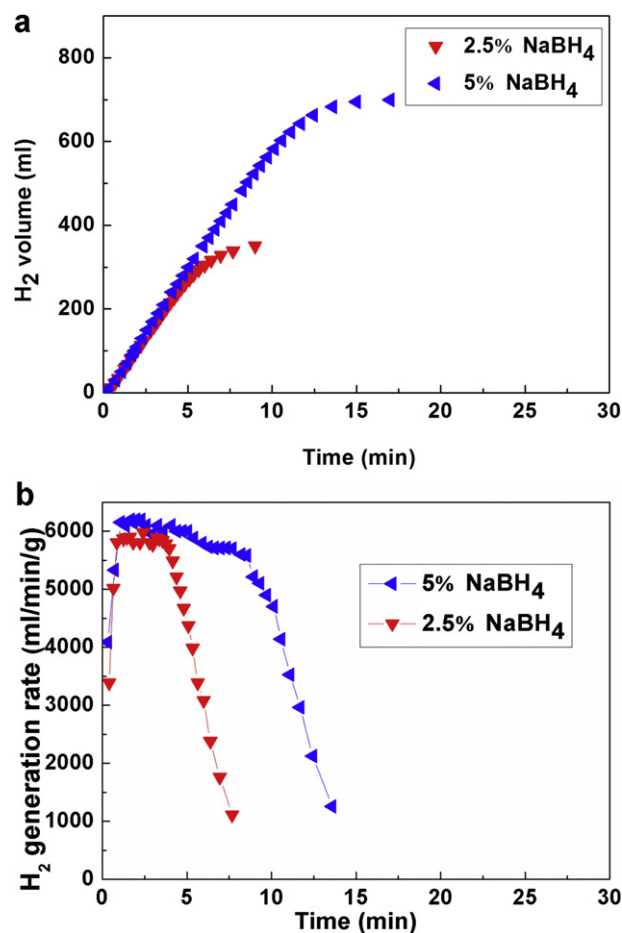 a
2.5% NaBH4
5% NaBH4
800
600
400
200
0
H2 volume (ml)
0 5 10 15 20 25 30
Time (min)
b
6000
5000
4000
3000
2000
1000
0
H2 generation rate (ml/min/g)
5% NaBH4
2.5% NaBH4
0 5 10 15 20 25 30
Time (min)